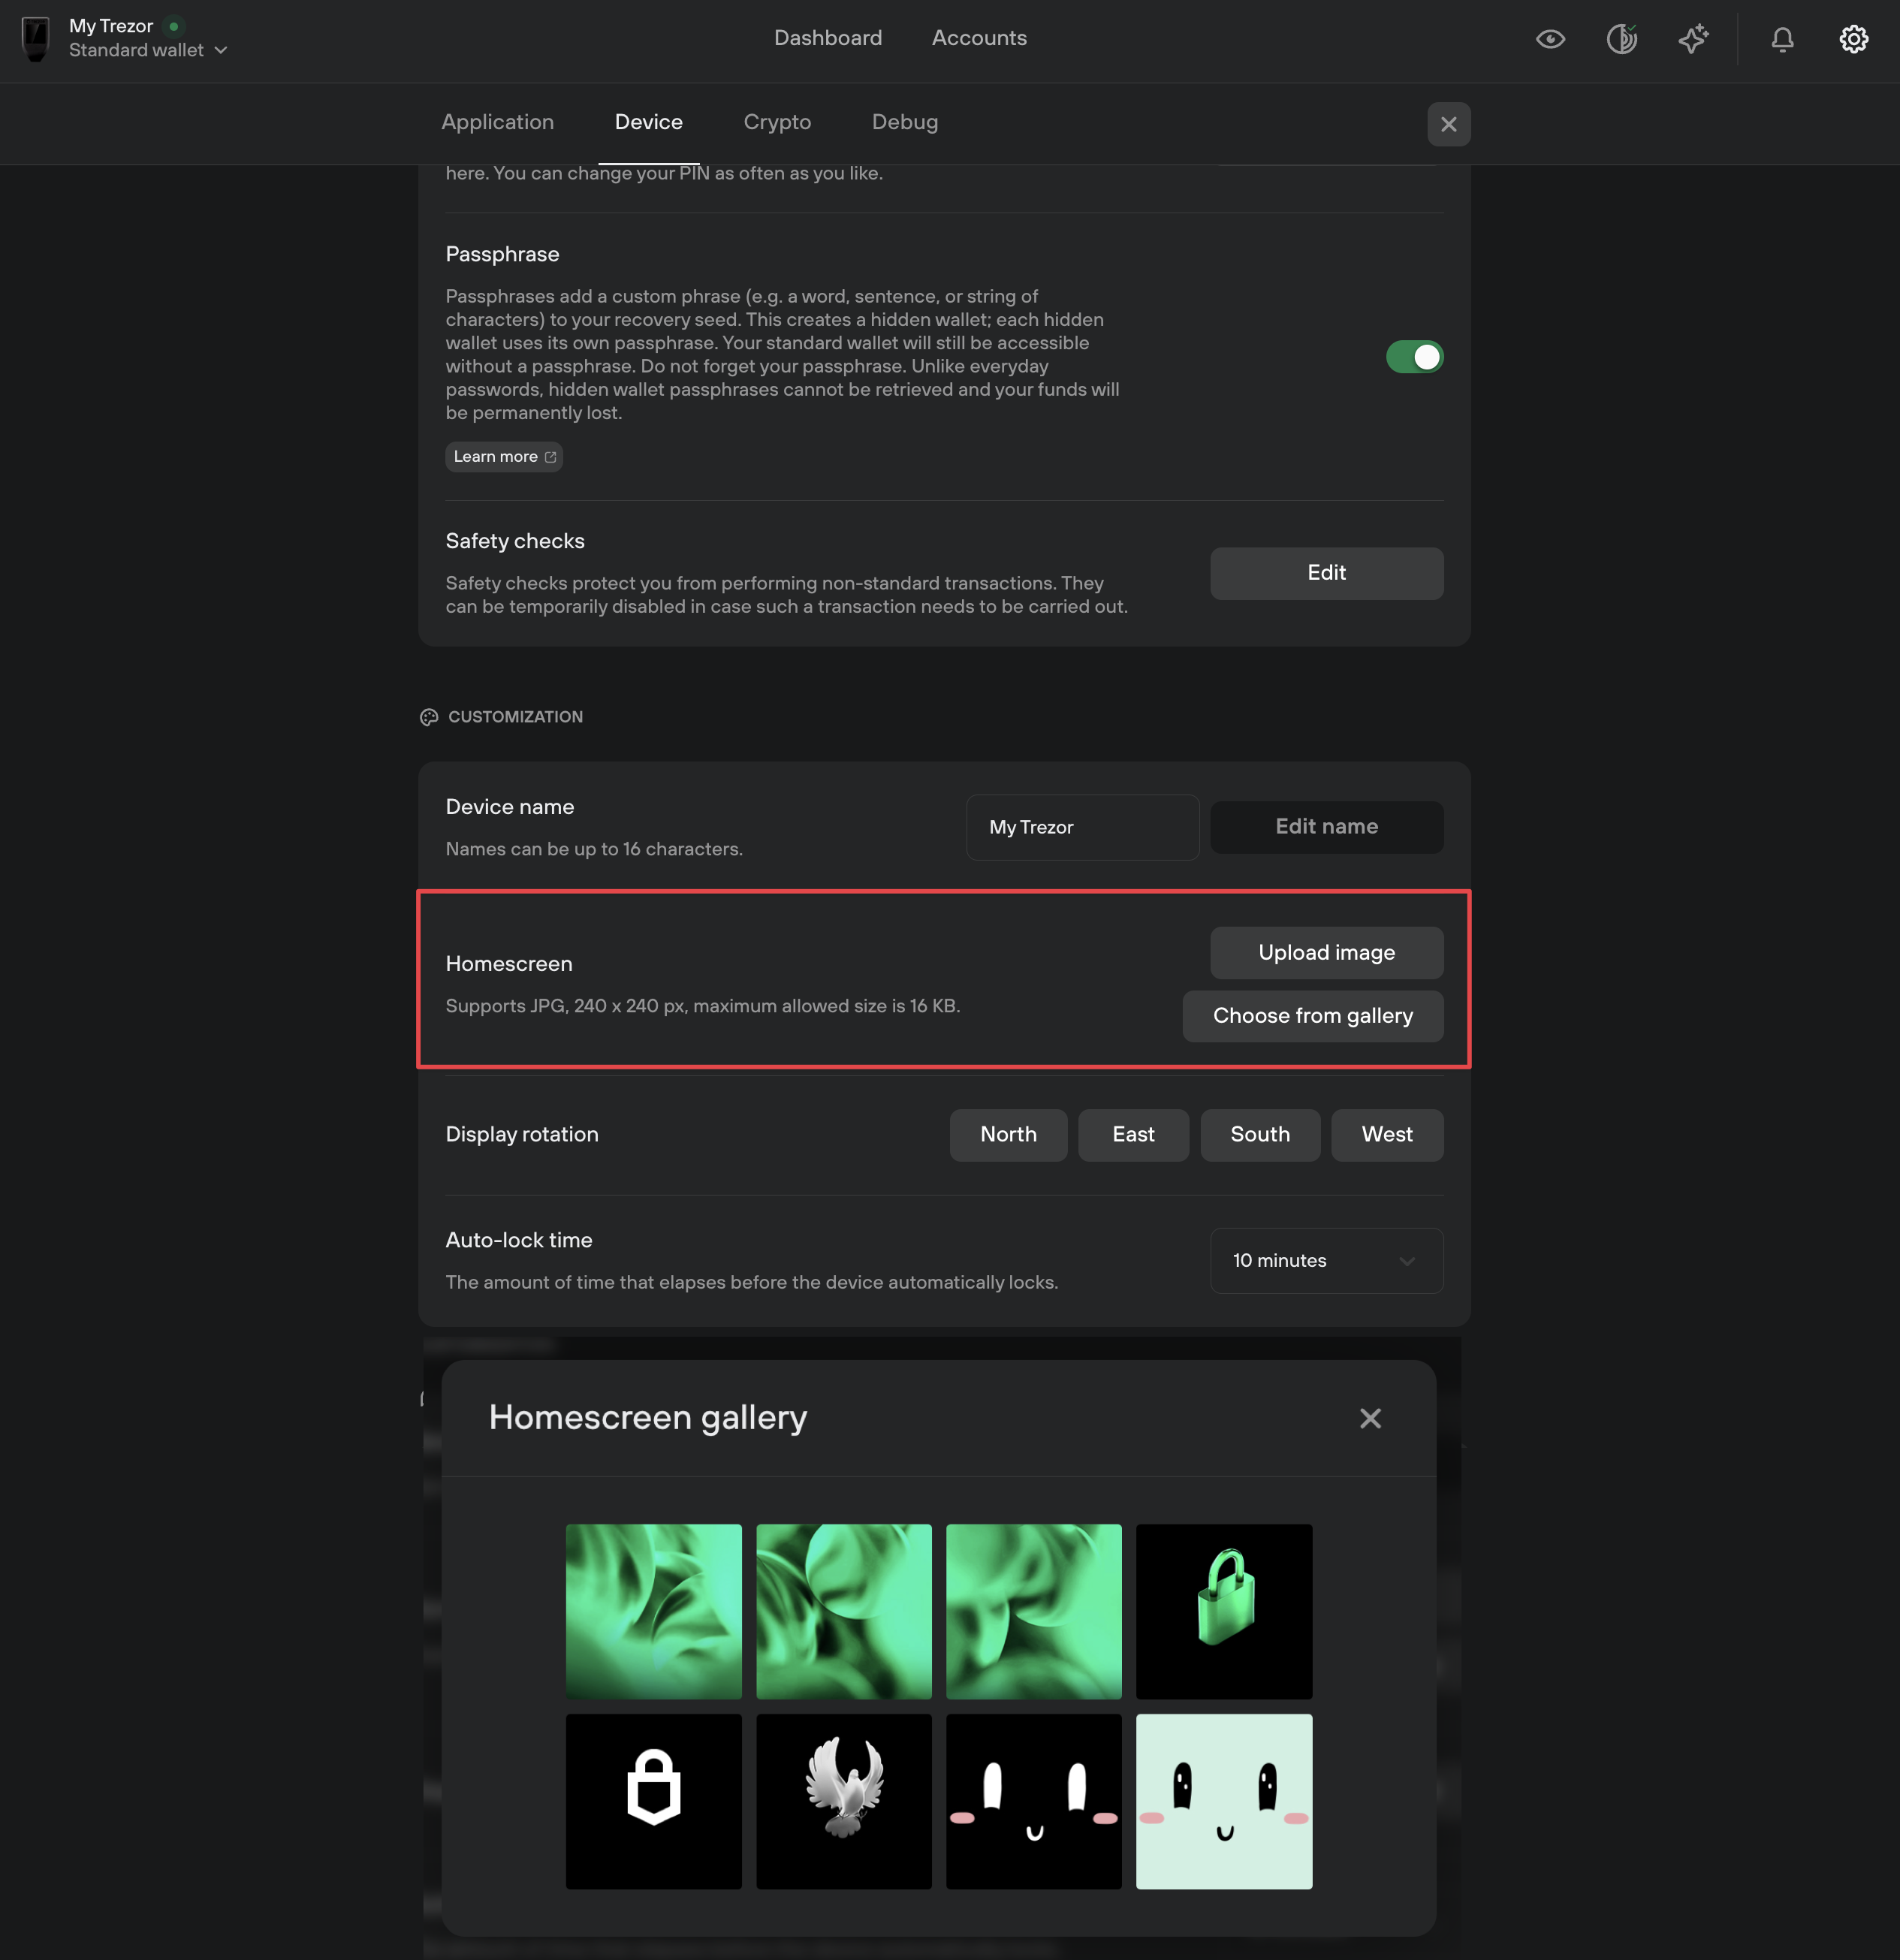 My Trezor
Standard wallet
Dashboard
Accounts
Application
Device
Crypto
Debug
here. You can change your PIN as often as you like.
Passphrase
Passphrases add a custom phrase (e.g. a word, sentence, or string of
characters) to your recovery seed. This creates a hidden wallet; each hidden
wallet uses its own passphrase. Your standard wallet will still be accessible
without a passphrase. Do not forget your passphrase. Unlike everyday
passwords, hidden wallet passphrases cannot be retrieved and your funds will
be permanently lost.
Learn more
Safety checks
Safety checks protect you from performing non-standard transactions. They
can be temporarily disabled in case such a transaction needs to be carried out.
Edit
CUSTOMIZATION
Device name
Names can be up to 16 characters.
My Trezor
Edit name
Homescreen
Supports JPG, 240 x 240 px, maximum allowed size is 16 KB.
Upload image
Choose from gallery
Display rotation
North
East
South
West
Auto-lock time
The amount of time that elapses before the device automatically locks.
10 minutes
Homescreen gallery